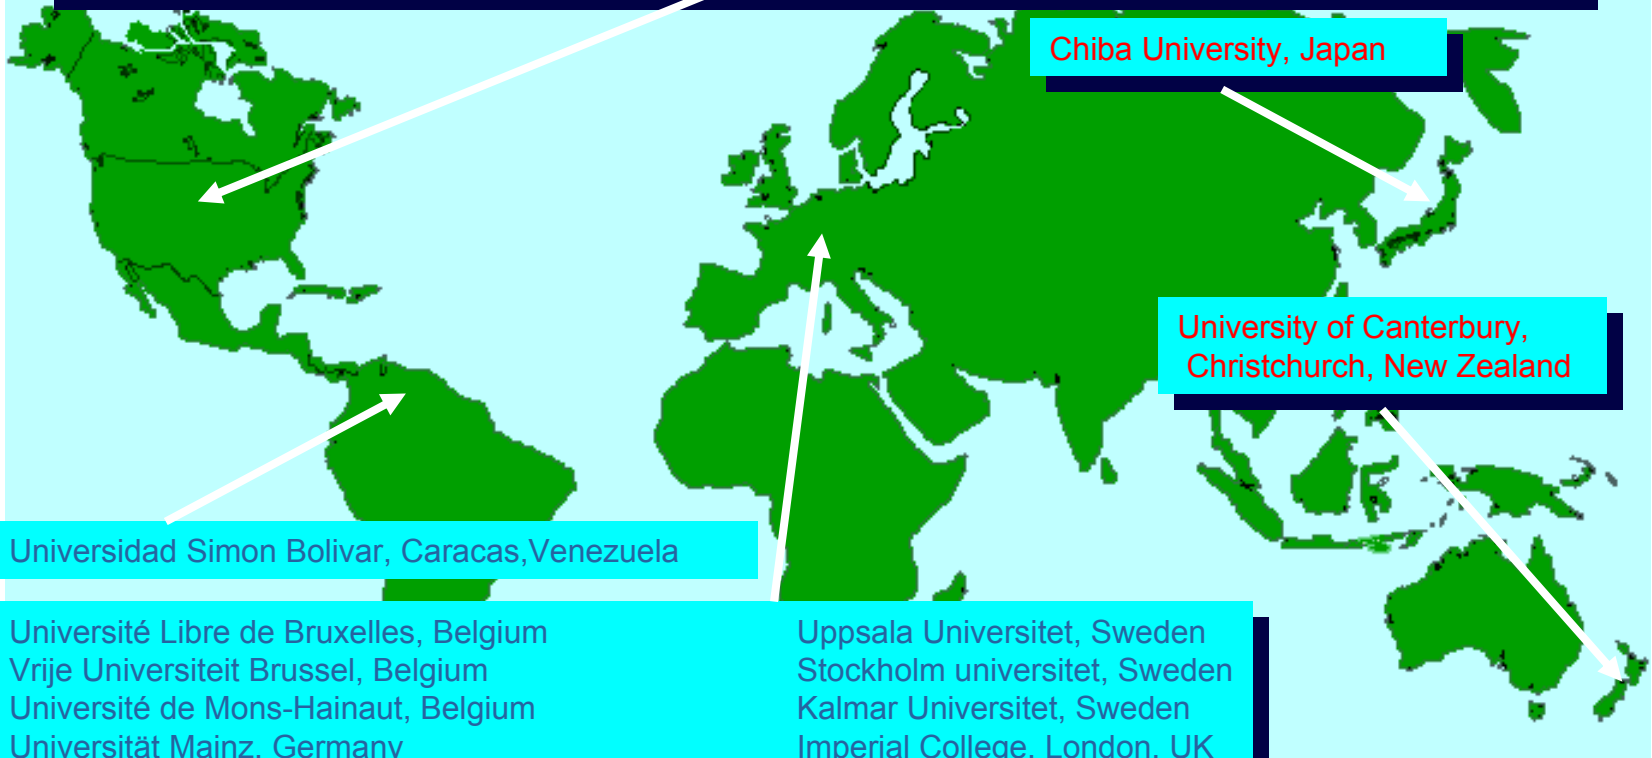 Chiba University, Japan
University of Canterbury,
Christchurch, New Zealand
Universidad Simon Bolivar, Caracas,Venezuela
Université Libre de Bruxelles, Belgium
Vrije Universiteit Brussel, Belgium
Université de Mons-Hainaut, Belgium
Universität Mainz, Germany
Uppsala Universitet, Sweden
Stockholm universitet, Sweden
Kalmar Universitet, Sweden
Imperial College, London, UK